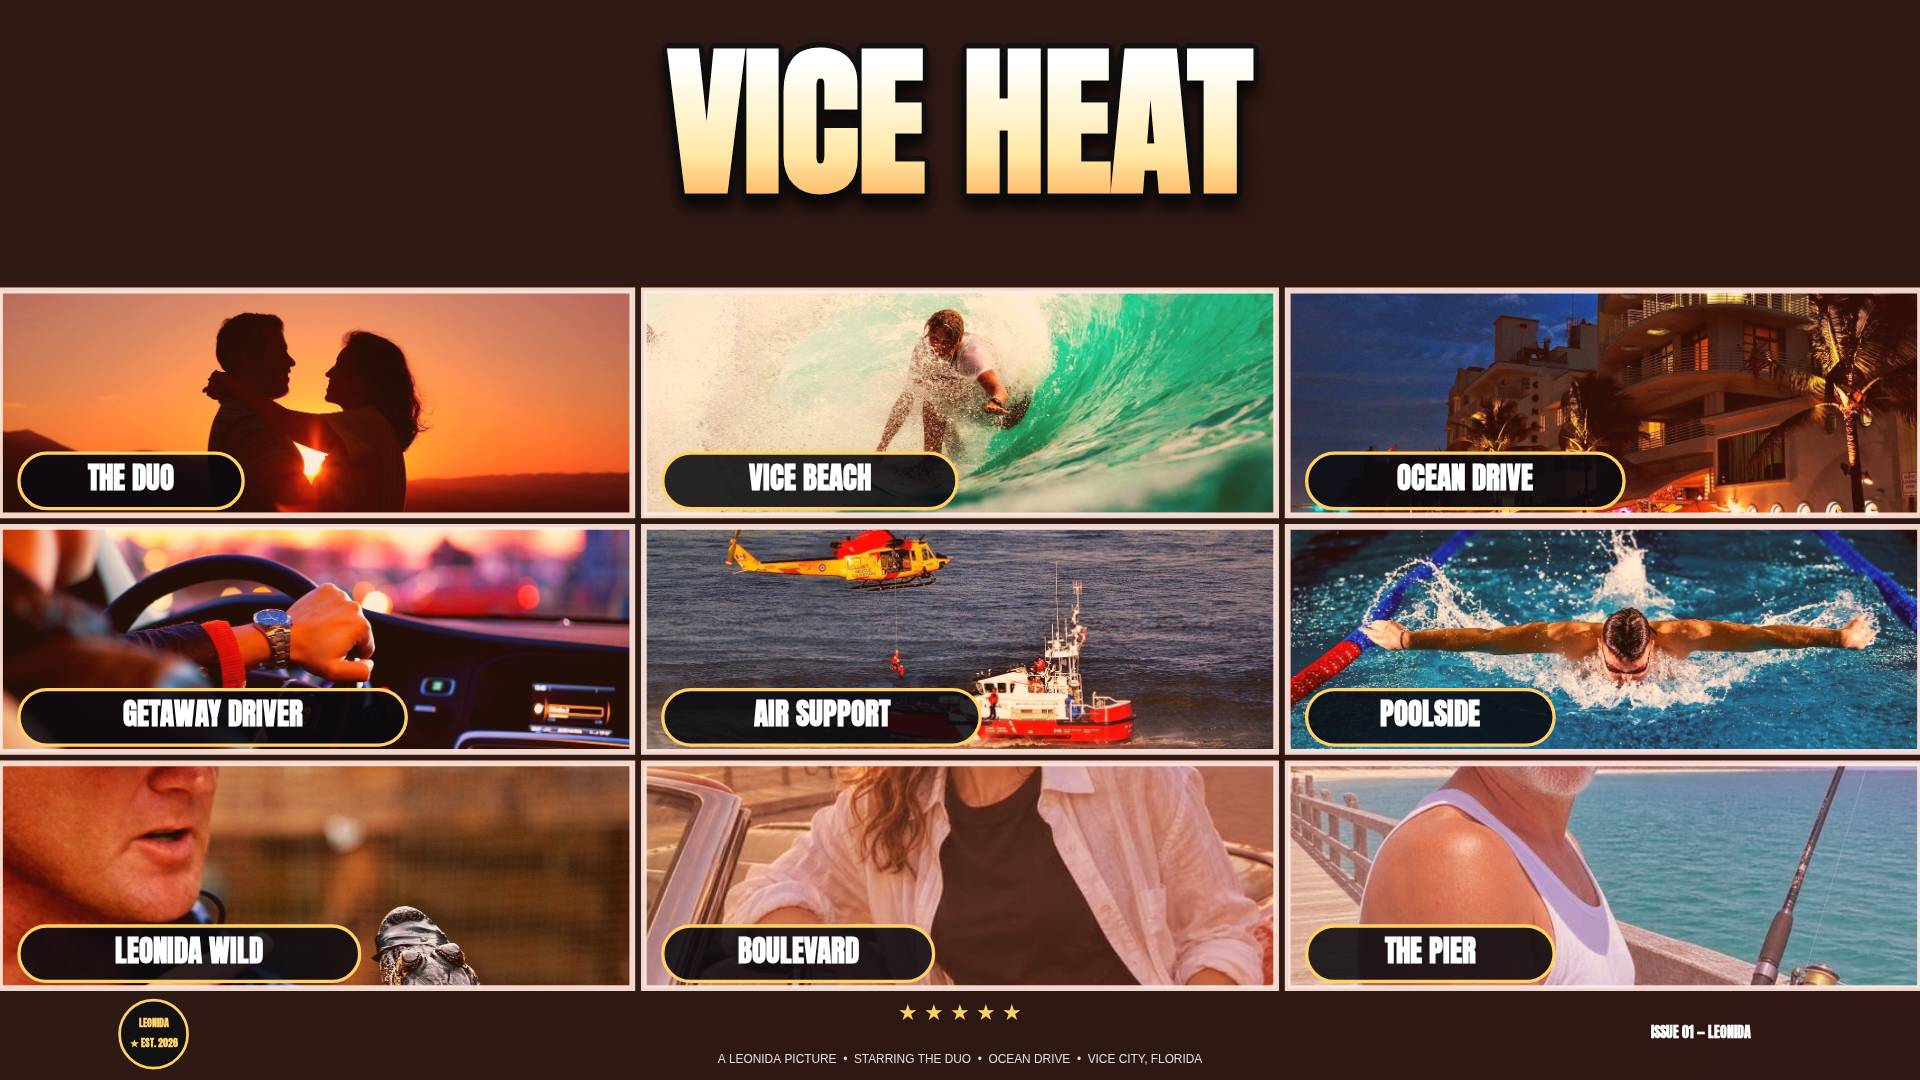 VICE HEAT
THE DUO
VICE BEACH
OCEAN DRIVE
GETAWAY DRIVER
AIR SUPPORT
POOLSIDE
LEONIDA WILD
BOULEVARD
THE PIER
LEONIDA
★ EST. 2026
★ ★ ★ ★ ★
A LEONIDA PICTURE • STARRING THE DUO • OCEAN DRIVE • VICE CITY, FLORIDA
ISSUE 01 – LEONIDA